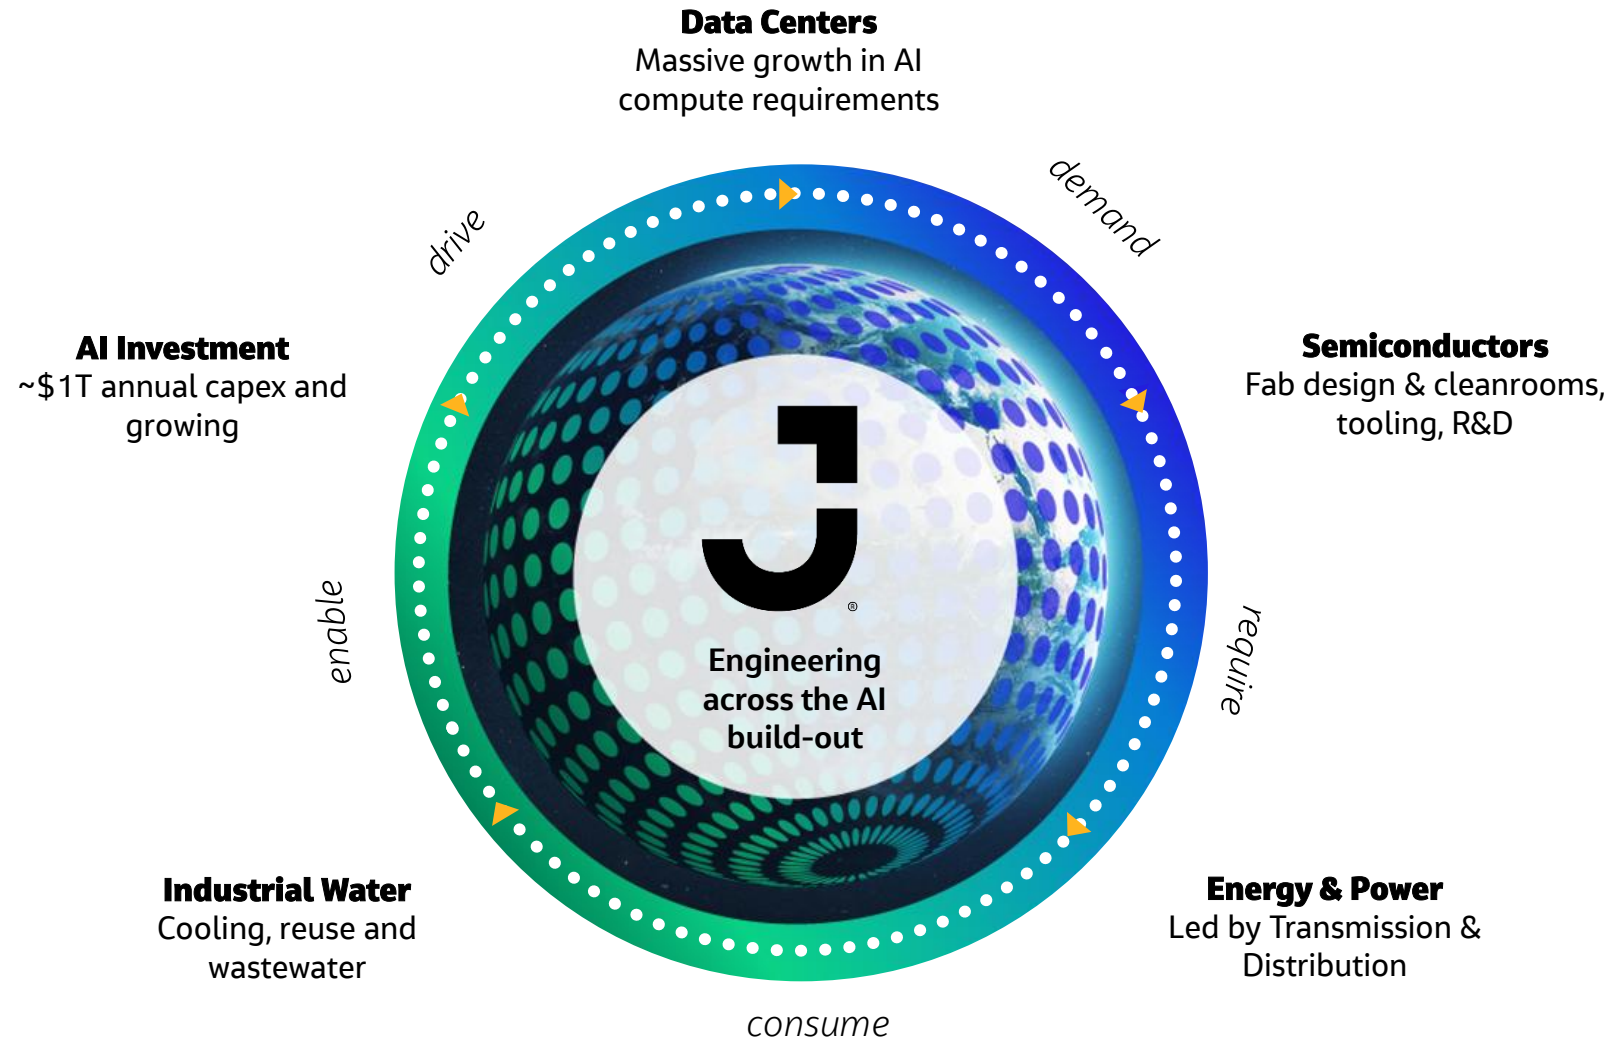 Data Centers
Massive growth in AI
compute requirements
demand
Semiconductors
Fab design & cleanrooms,
tooling, R&D
require
Energy & Power
Led by Transmission &
Distribution
consume
Industrial Water
Cooling, reuse and
wastewater
enable
AI Investment
~$1T annual capex and
growing
drive
J
®
Engineering
across the AI
build-out